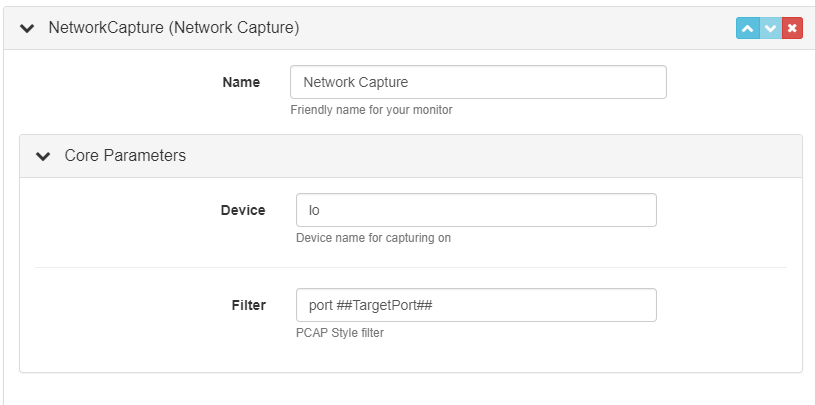 NetworkCapture (Network Capture)
Name
Network Capture
Friendly name for your monitor
Core Parameters
Device
lo
Device name for capturing on
Filter
port ##TargetPort##
PCAP Style filter